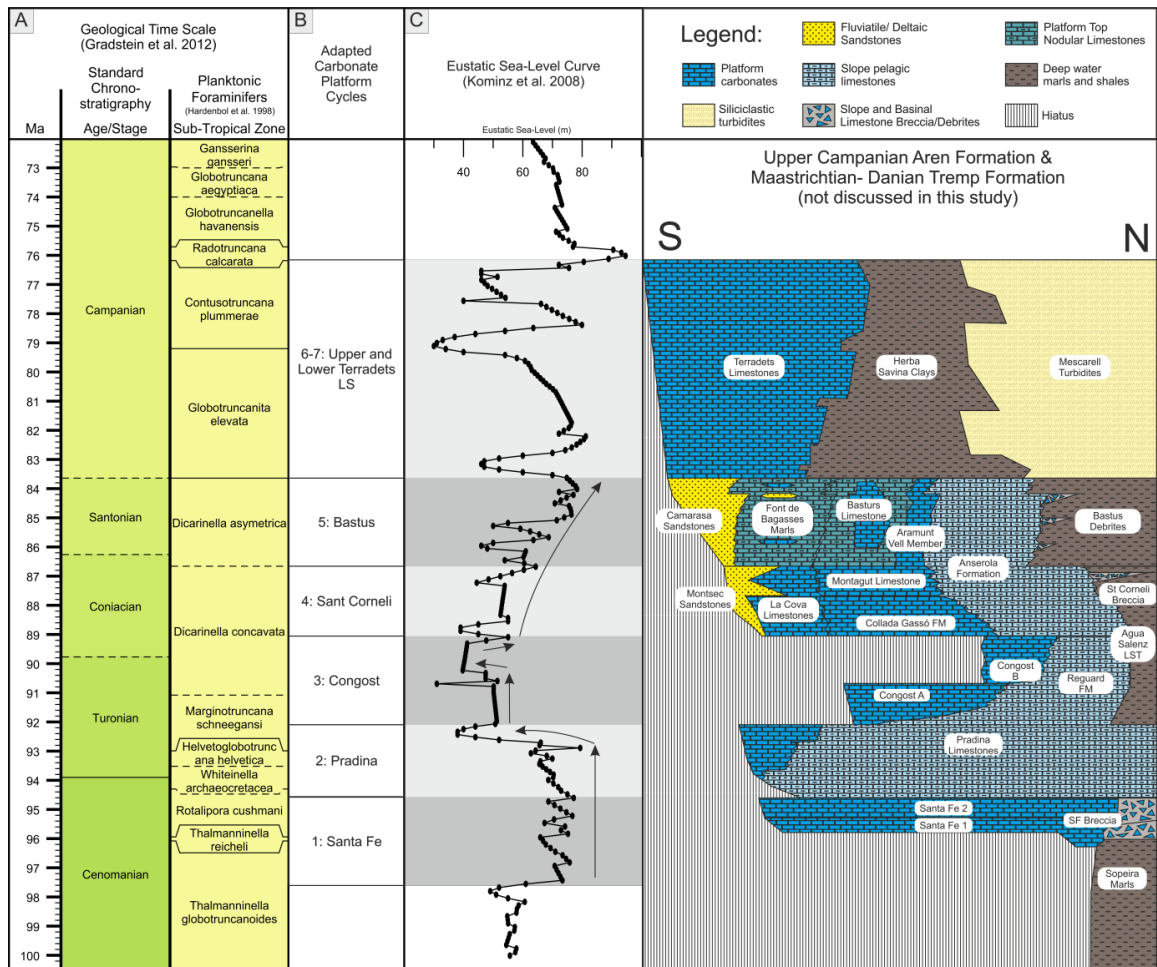 A
Geological Time Scale
(Gradstein et al. 2012)
Standard
Chrono-
stratigraphy
Planktonic
Foraminifers
(Hardenbol et al. 1998)
Ma
Age/Stage
Sub-Tropical Zone
B
Adapted
Carbonate
Platform
Cycles
C
Eustatic Sea-Level Curve
(Kominz et al. 2008)
Eustatic Sea-Level (m)
40
60
80
Legend:
Fluviatile/ Deltaic
Sandstones
Platform Top
Nodular Limestones
Platform
carbonates
Slope pelagic
limestones
Deep water
marls and shales
Siliciclastic
turbidites
Slope and Basinal
Limestone Breccia/Debrites
Hiatus
73
74
75
76
77
78
79
80
81
82
83
84
85
86
87
88
89
90
91
92
93
94
95
96
97
98
99
100
Campanian
Santonian
Coniacian
Turonian
Cenomanian
Gansserina
gansseri
Globotruncana
aegyptiaca
Globotruncanella
havanensis
Radotruncana
calcarata
Contusotruncana
plummerae
Globotruncanita
elevata
Dicarinella asymetrica
Dicarinella concavata
Marginotruncana
schneegansi
Helvetoglobotrunc
ana helvetica
Whiteinella
archaeocretacea
Rotalipora cushmani
Thalmanninella
reicheli
Thalmanninella
globotruncanoides
6-7: Upper and
Lower Terradets
LS
5: Bastus
4: Sant Corneli
3: Congost
2: Pradina
1: Santa Fe
Upper Campanian Aren Formation &
Maastrichtian- Danian Tremp Formation
(not discussed in this study)
S
N
Terradets
Limestones
Herba
Savina Clays
Mescarell
Turbidites
Camarasa
Sandstones
Font de
Bagasses
Marls
Basturs
Limestone
Aramunt
Vell Member
Bastus
Debrites
Anserola
Formation
Montsec
Sandstones
La Cova
Limestones
Montagut Limestone
Collada Gassó FM
St Corneli
Breccia
Agua
Salenz
LST
Congost
B
Reguard
FM
Congost A
Pradina
Limestones
Santa Fe 2
Santa Fe 1
SF Breccia
Sopeira
Marls